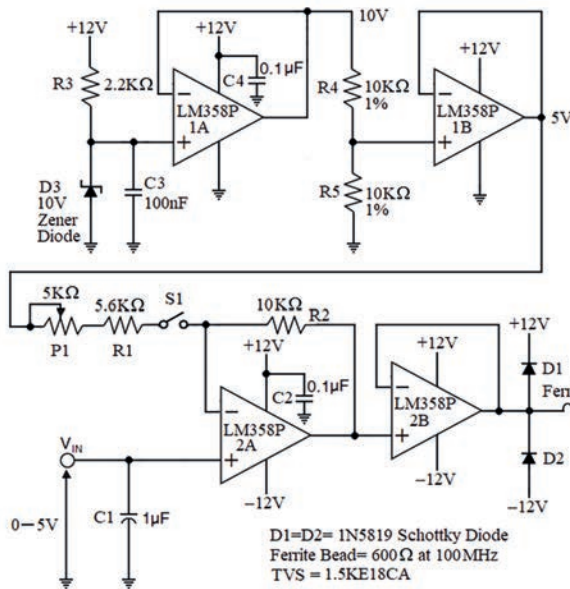 +12V
R3
2.2KΩ
D3
10V
Zener
Diode
C3
100nF
+12V
0.1µF
C4
LM358P
1A
10V
R4
10KΩ
1%
R5
10KΩ
1%
+12V
LM358P
1B
5V
5KΩ
P1
5.6KΩ
R1
S1
10KΩ
R2
+12V
0.1µF
C2
LM358P
2A
−12V
VIN
0−5V
C1
1µF
+12V
LM358P
2B
−12V
+12V
D1
Ferri
D2
−12V
D1=D2= 1N5819 Schottky Diode
Ferrite Bead= 600Ω at 100MHz
TVS = 1.5KE18CA